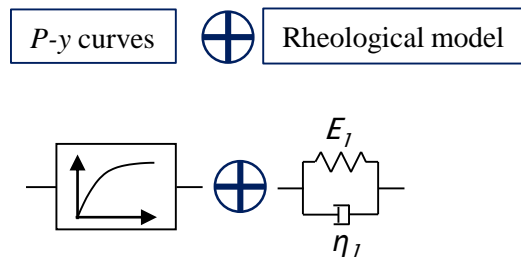 P-y curves
Rheological model
E₁
η₁